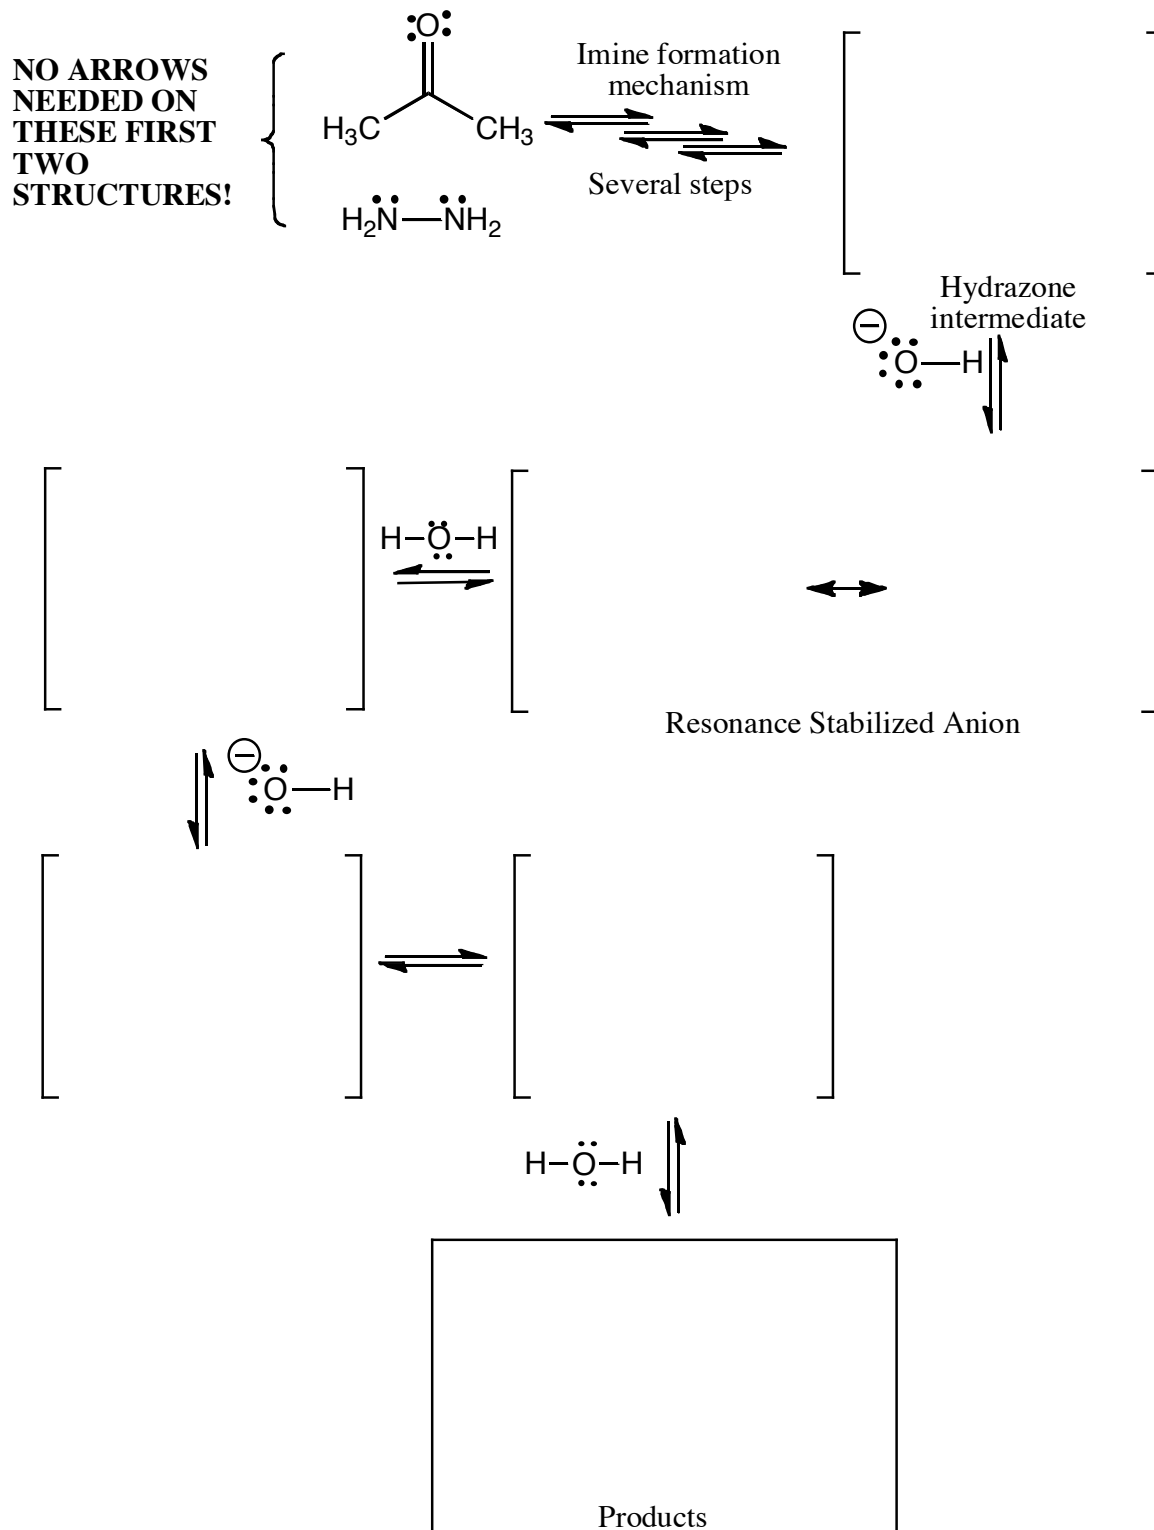 NO ARROWS
NEEDED ON
THESE FIRST
TWO
STRUCTURES!
O
H₃C
CH₃
H₂N—NH₂
Imine formation
mechanism
Several steps
Hydrazone
intermediate
O—H
H—O—H
Resonance Stabilized Anion
O—H
H—O—H
Products